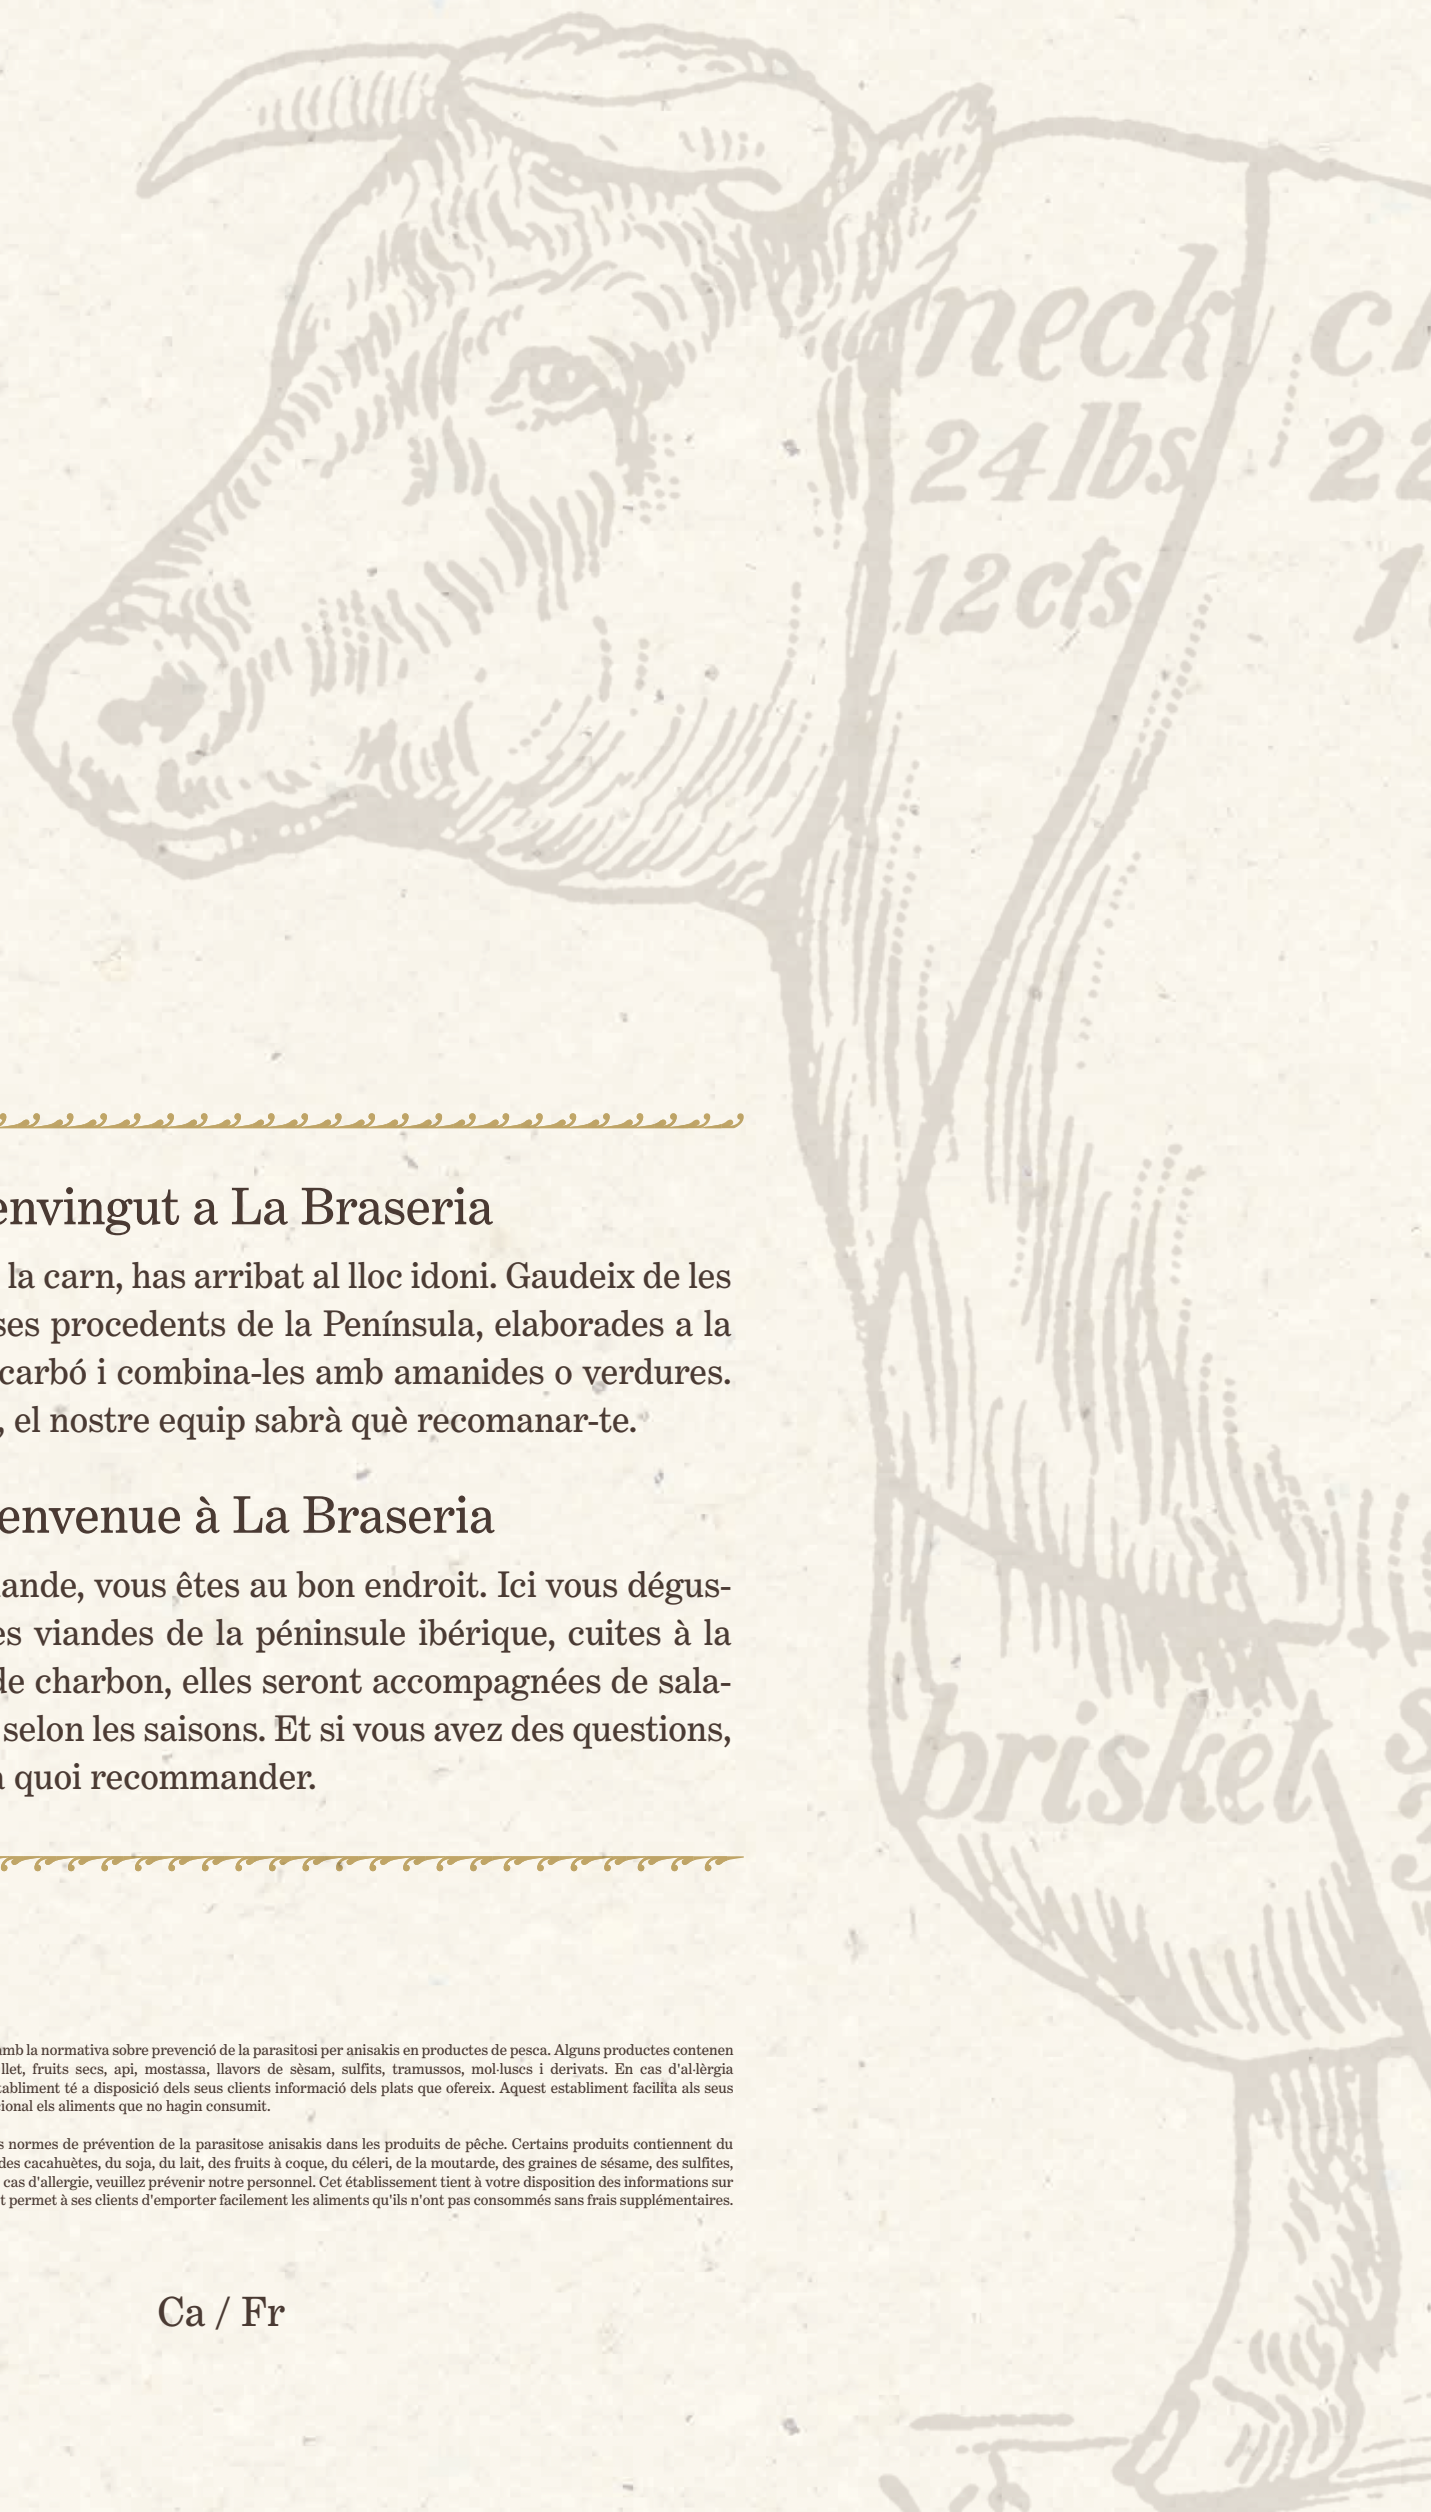 neck
24 lbs
12 cts
envingut a La Braseria
la carn, has arribat al lloc idoni. Gaudeix de les
ses procedents de la Península, elaborades a la
carbó i combina-les amb amanides o verdures.
, el nostre equip sabrà què recomanar-te.
envenue à La Braseria
ande, vous êtes au bon endroit. Ici vous dégus-
es viandes de la péninsule ibérique, cuites à la
de charbon, elles seront accompagnées de sala-
selon les saisons. Et si vous avez des questions,
quoi recommander.
brisket
amb la normativa sobre prevenció de la parasitosi per anisakis en productes de pesca. Alguns productes contenen
llet, fruits secs, api, mostassa, llavors de sèsam, sulfits, tramussos, mol·luscs i derivats. En cas d'al·lèrgia
tabliment té a disposició dels seus clients informació dels plats que ofereix. Aquest establiment facilita als seus
cional els aliments que no hagin consumit.
s normes de prévention de la parasitose anisakis dans les produits de pêche. Certains produits contiennent du
des cacahuètes, du soja, du lait, des fruits à coque, du céleri, de la moutarde, des graines de sésame, des sulfites,
cas d'allergie, veuillez prévenir notre personnel. Cet établissement tient à votre disposition des informations sur
t permet à ses clients d'emporter facilement les aliments qu'ils n'ont pas consommés sans frais supplémentaires.
Ca / Fr